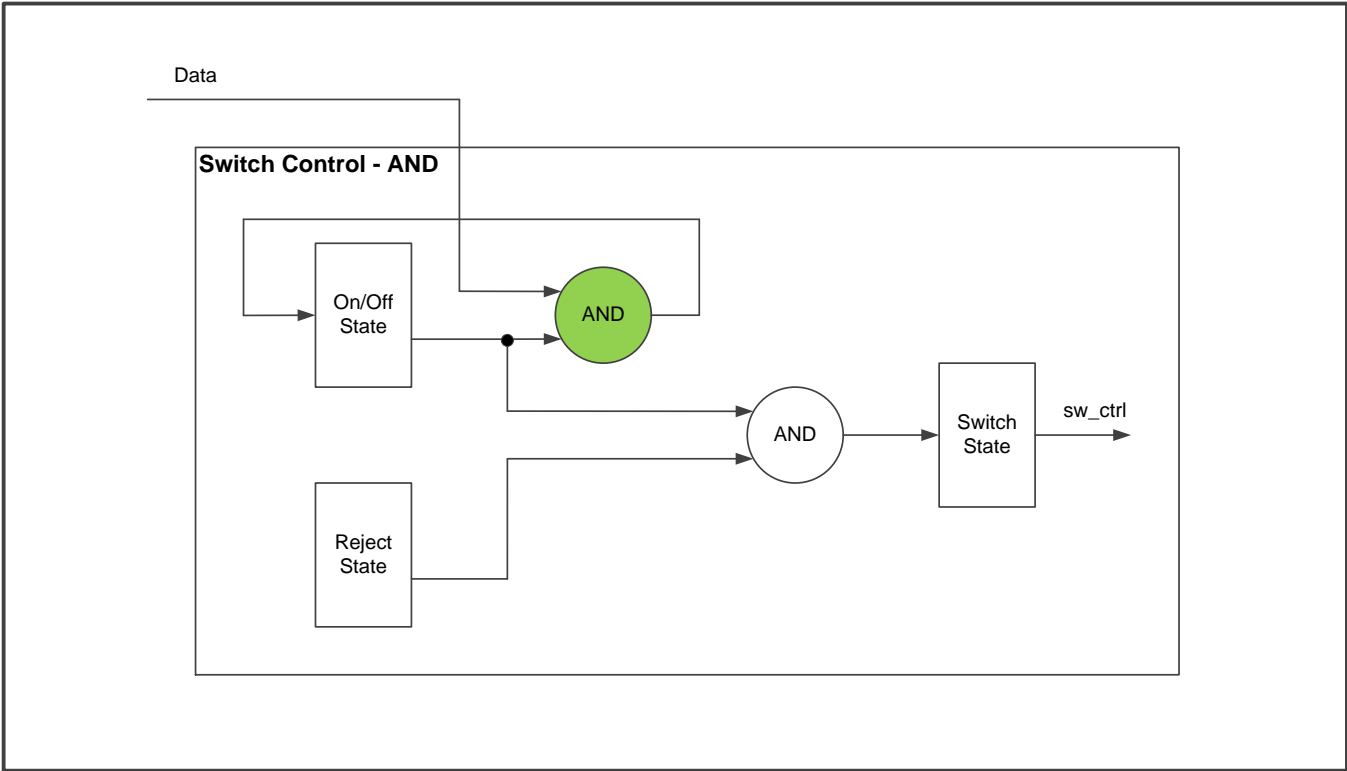 Data
Switch Control - AND
On/Off
State
AND
AND
Switch
State
sw_ctrl
Reject
State